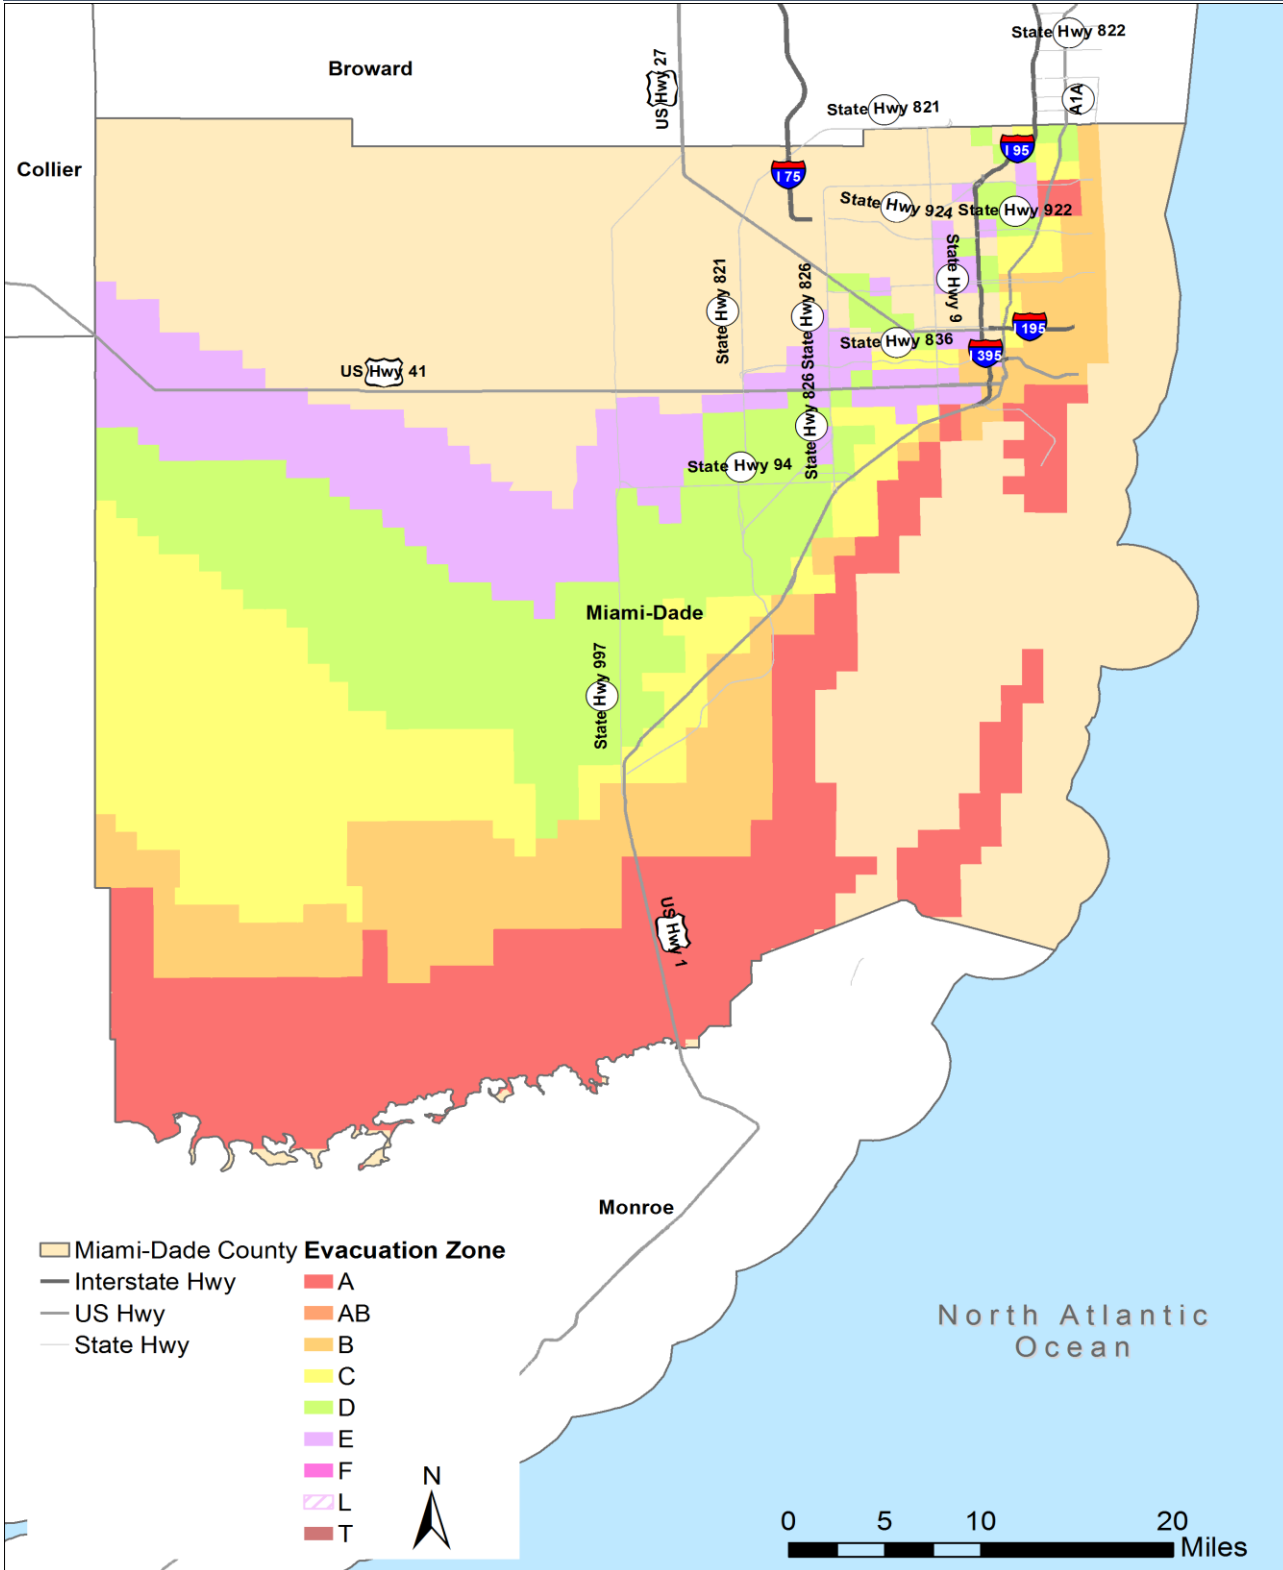 State Hwy 822
Broward
US Hwy 27
A1A
State Hwy 821
I 95
Collier
I 75
State Hwy 924
State Hwy 922
State Hwy 9
State Hwy 821
State Hwy 826
I 195
State Hwy 836
I 395
US Hwy 41
State Hwy 826
State Hwy 94
Miami-Dade
State Hwy 997
US Hwy 1
Monroe
Miami-Dade County
Interstate Hwy
US Hwy
State Hwy
Evacuation Zone
A
AB
B
C
D
E
F
L
T
N
North Atlantic
Ocean
0 5 10 20
Miles